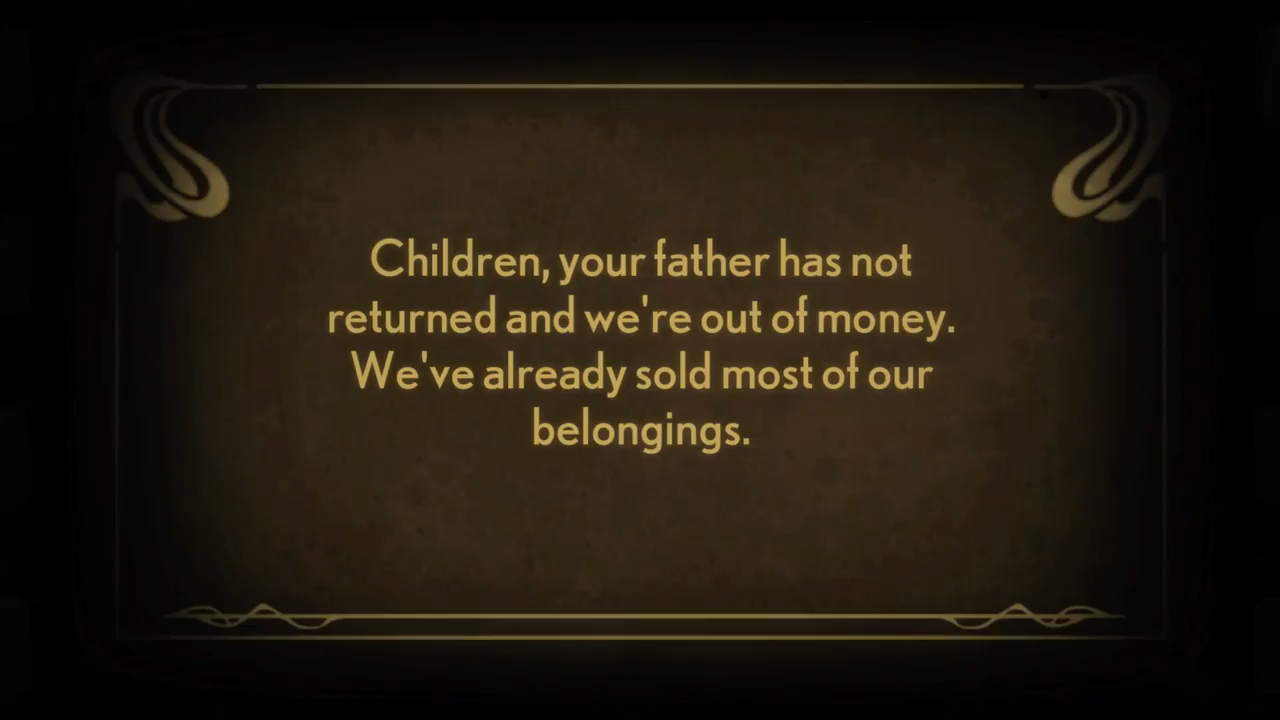 Children, your father has not
returned and we're out of money.
We've already sold most of our
belongings.